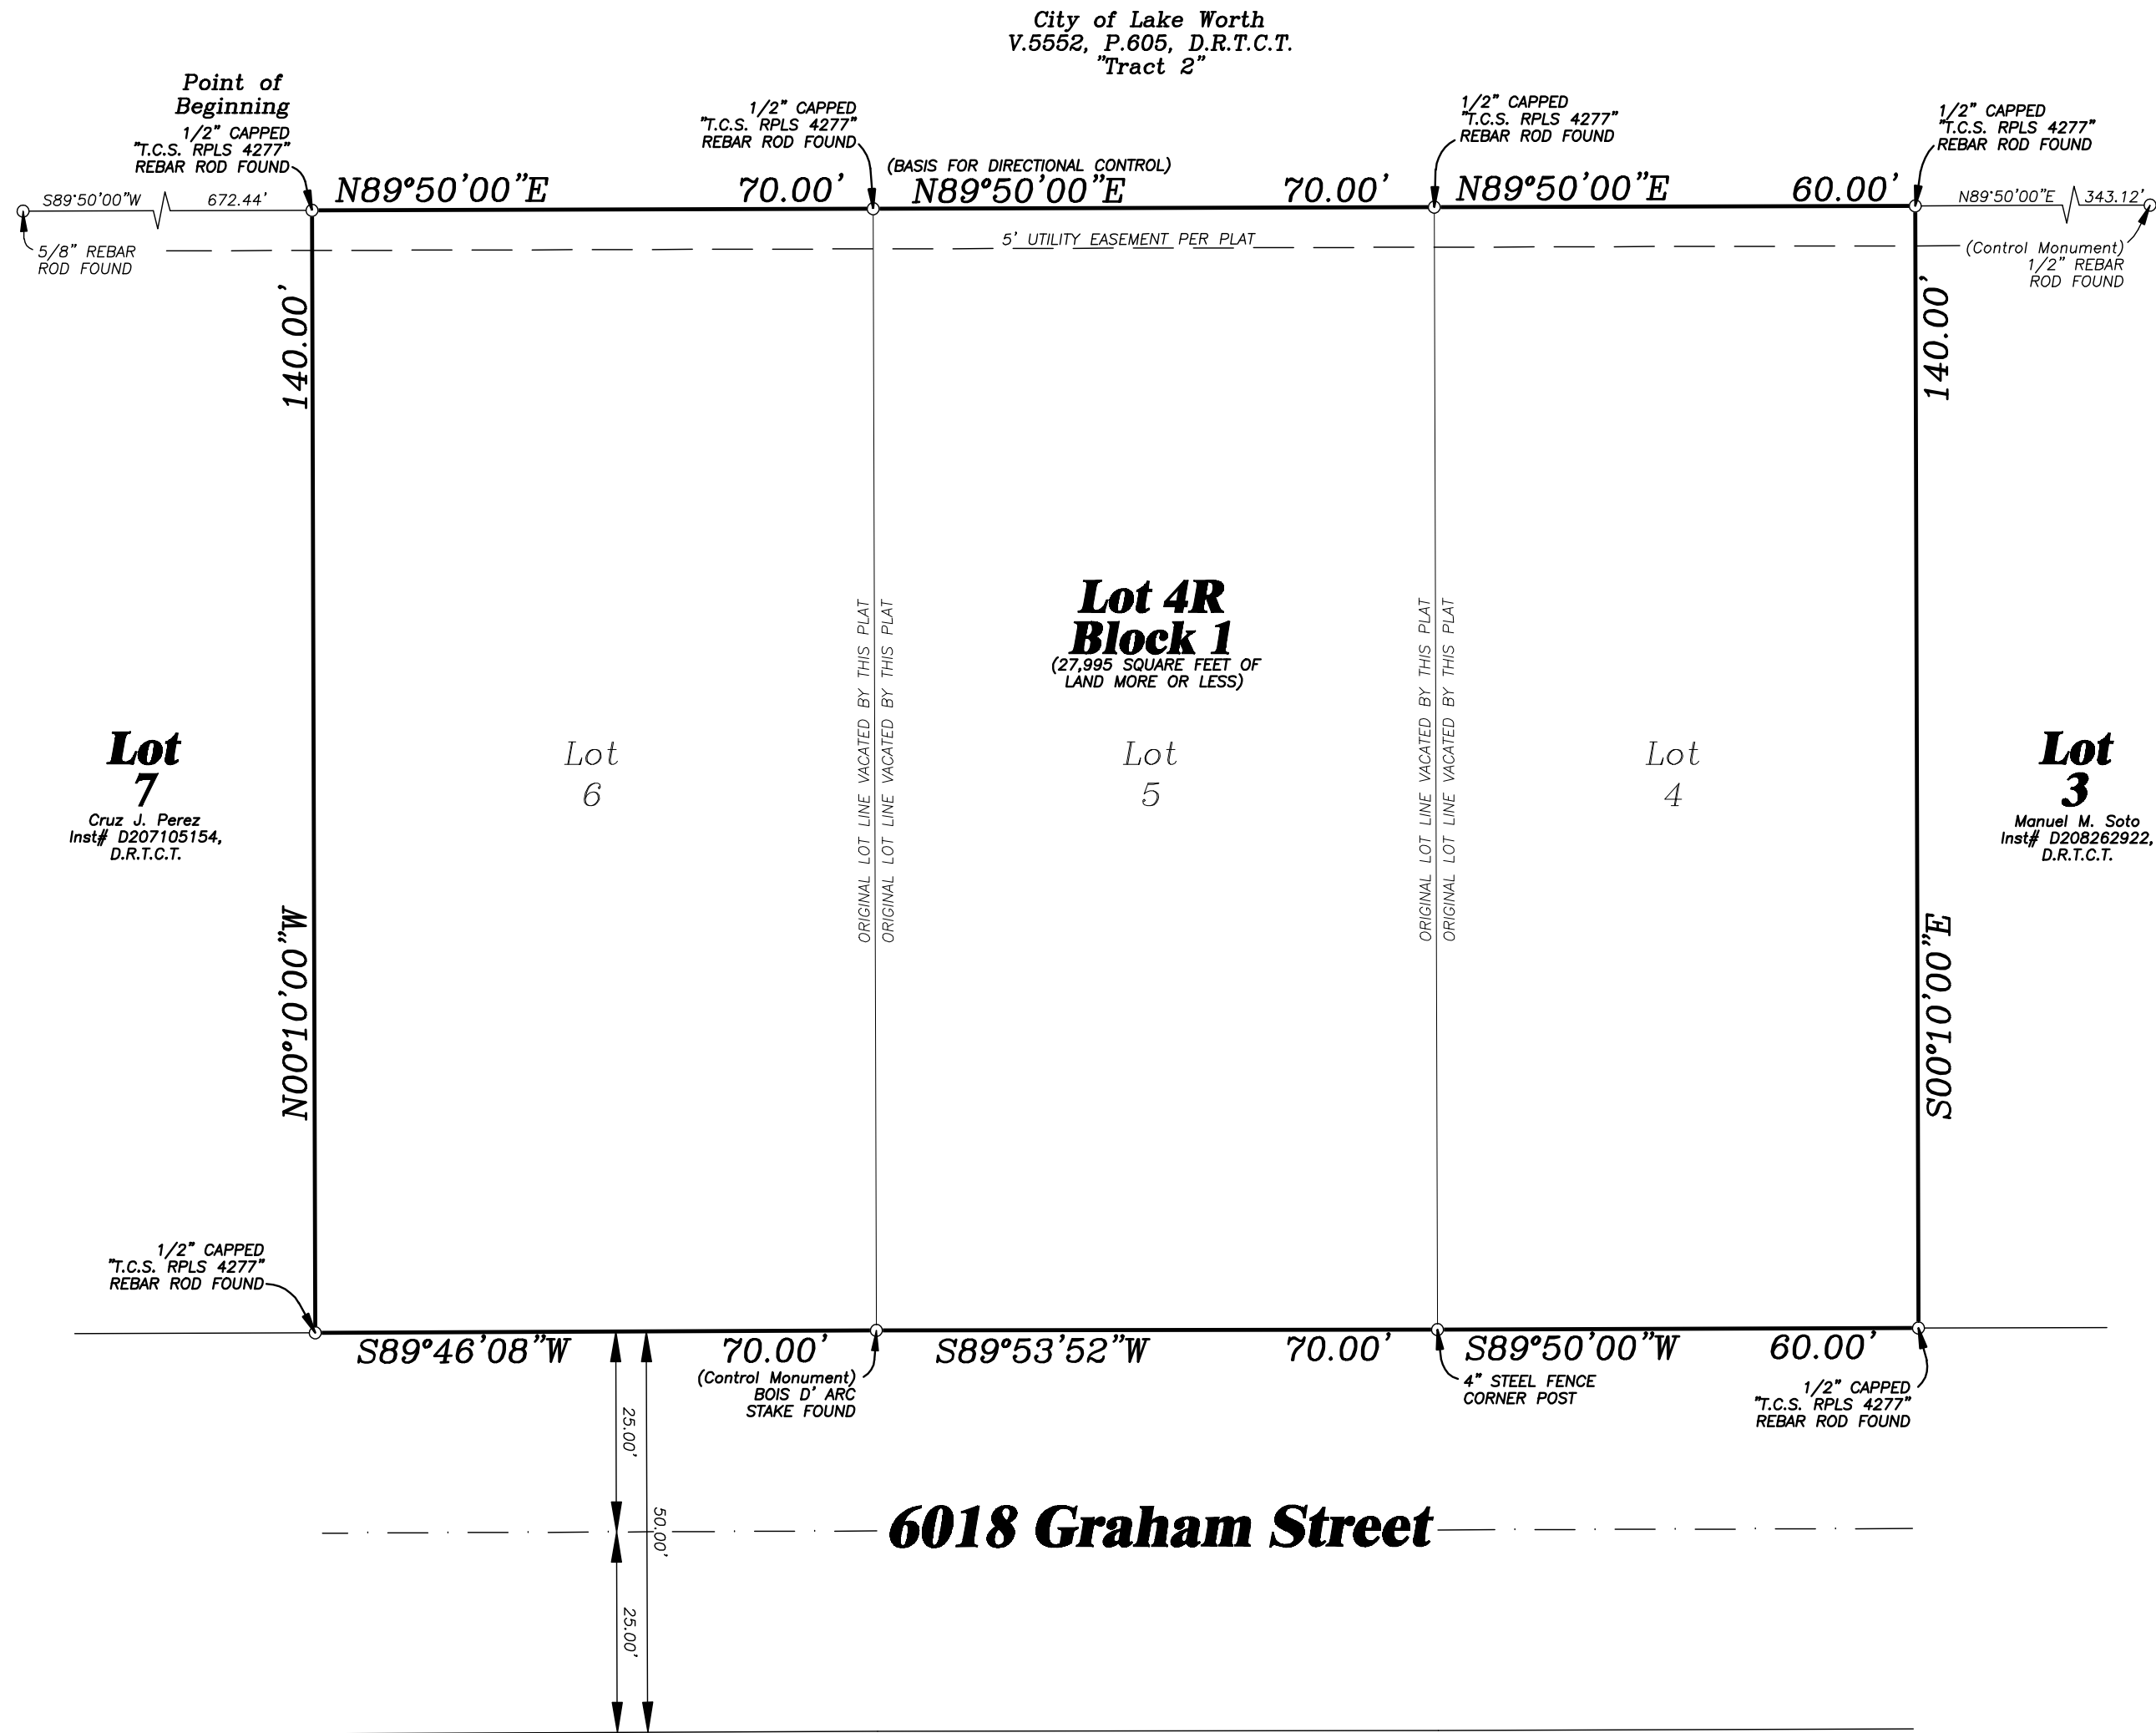 City of Lake Worth
V.5552, P.605, D.R.T.C.T.
"Tract 2"
Point of
Beginning
1/2" CAPPED
"T.C.S. RPLS 4277"
REBAR ROD FOUND
1/2" CAPPED
"T.C.S. RPLS 4277"
REBAR ROD FOUND
1/2" CAPPED
"T.C.S. RPLS 4277"
REBAR ROD FOUND
1/2" CAPPED
"T.C.S. RPLS 4277"
REBAR ROD FOUND
(BASIS FOR DIRECTIONAL CONTROL)
S89°50'00"W 672.44'
N89°50'00"E 70.00'
N89°50'00"E 70.00'
N89°50'00"E 60.00'
N89°50'00"E 343.12'
5/8" REBAR
ROD FOUND
5' UTILITY EASEMENT PER PLAT
(Control Monument)
1/2" REBAR
ROD FOUND
140.00'
140.00'
Lot 4R
Block 1
(27,995 SQUARE FEET OF
LAND MORE OR LESS)
ORIGINAL LOT LINE VACATED BY THIS PLAT
ORIGINAL LOT LINE VACATED BY THIS PLAT
ORIGINAL LOT LINE VACATED BY THIS PLAT
ORIGINAL LOT LINE VACATED BY THIS PLAT
Lot
7
Cruz J. Perez
Inst# D207105154,
D.R.T.C.T.
Lot
6
Lot
5
Lot
4
Lot
3
Manuel M. Soto
Inst# D208262922,
D.R.T.C.T.
N00°10'00"W
S00°10'00"E
1/2" CAPPED
"T.C.S. RPLS 4277"
REBAR ROD FOUND
S89°46'08"W 70.00'
S89°53'52"W 70.00'
S89°50'00"W 60.00'
(Control Monument)
BOIS D' ARC
STAKE FOUND
4" STEEL FENCE
CORNER POST
1/2" CAPPED
"T.C.S. RPLS 4277"
REBAR ROD FOUND
25.00'
50.00'
6018 Graham Street
25.00'